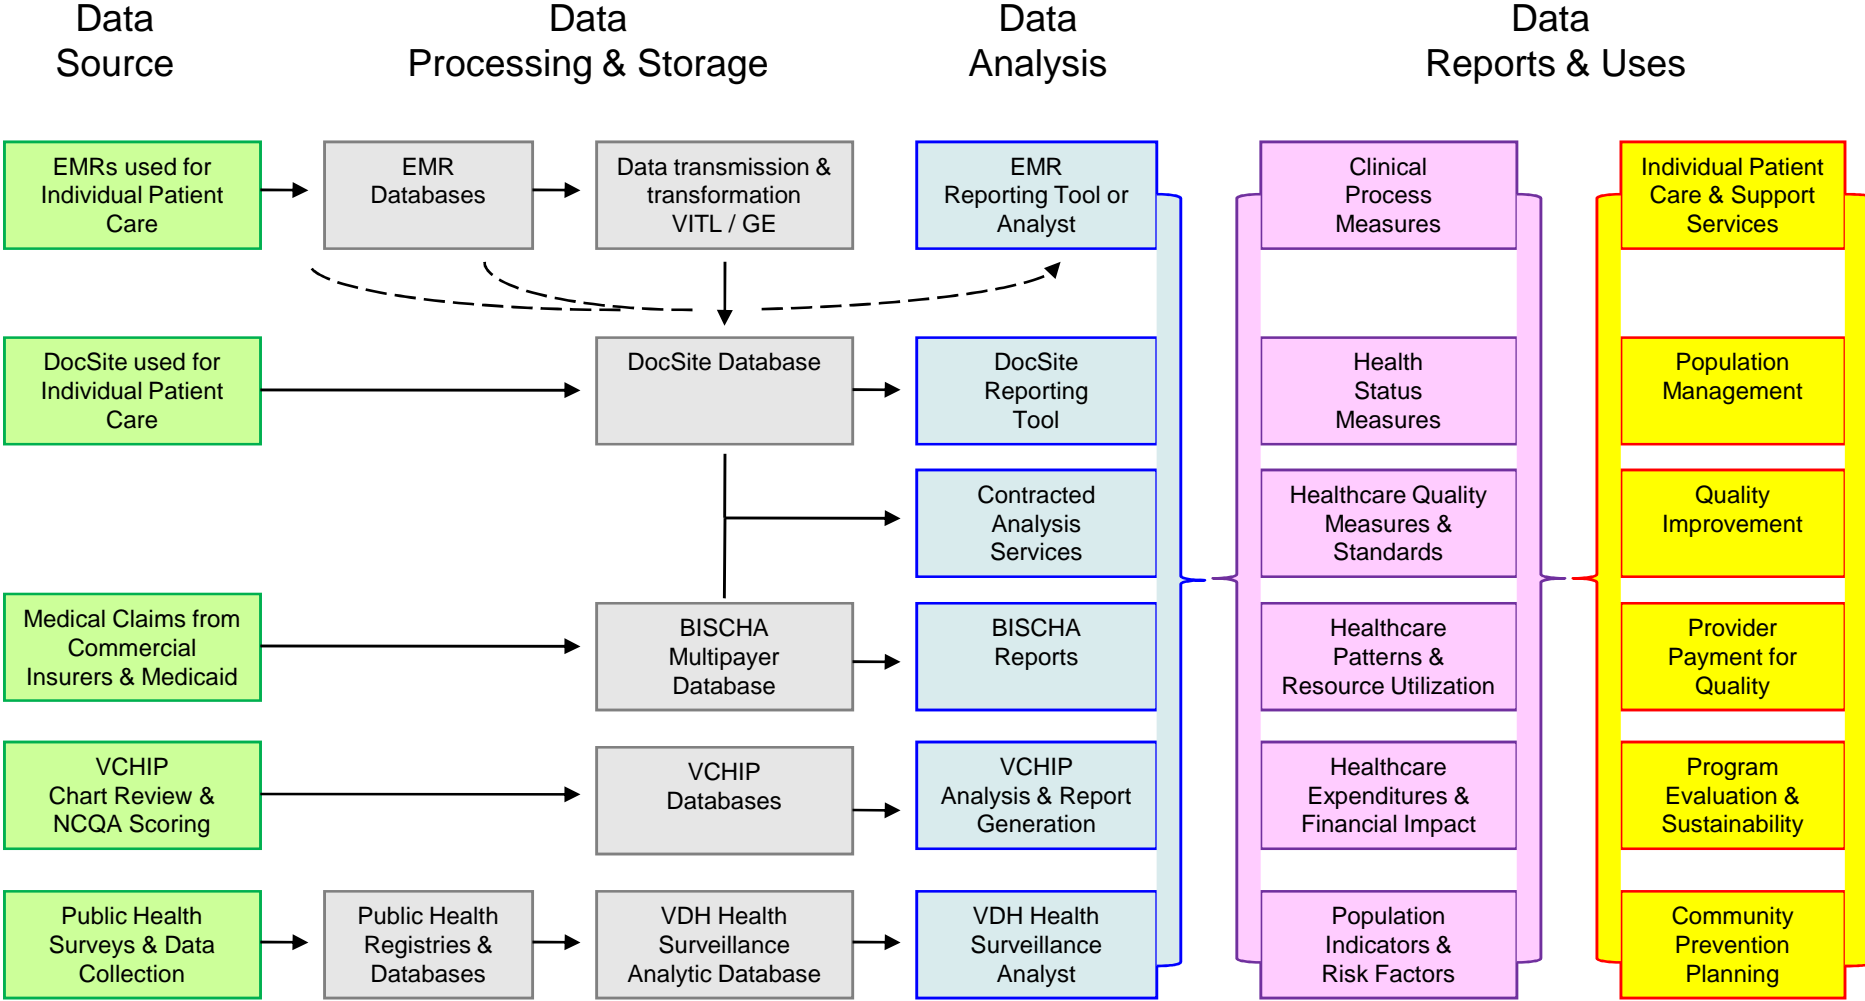 Data
Source
Data
Processing & Storage
Data
Analysis
Data
Reports & Uses
EMRs used for
Individual Patient
Care
EMR
Databases
Data transmission &
transformation
VITL / GE
EMR
Reporting Tool or
Analyst
Clinical
Process
Measures
Individual Patient
Care & Support
Services
DocSite used for
Individual Patient
Care
DocSite Database
DocSite
Reporting
Tool
Health
Status
Measures
Population
Management
Contracted
Analysis
Services
Healthcare Quality
Measures &
Standards
Quality
Improvement
Medical Claims from
Commercial
Insurers & Medicaid
BISCHA
Multipayer
Database
BISCHA
Reports
Healthcare
Patterns &
Resource Utilization
Provider
Payment for
Quality
VCHIP
Chart Review &
NCQA Scoring
VCHIP
Databases
VCHIP
Analysis & Report
Generation
Healthcare
Expenditures &
Financial Impact
Program
Evaluation &
Sustainability
Public Health
Surveys & Data
Collection
Public Health
Registries &
Databases
VDH Health
Surveillance
Analytic Database
VDH Health
Surveillance
Analyst
Population
Indicators &
Risk Factors
Community
Prevention
Planning